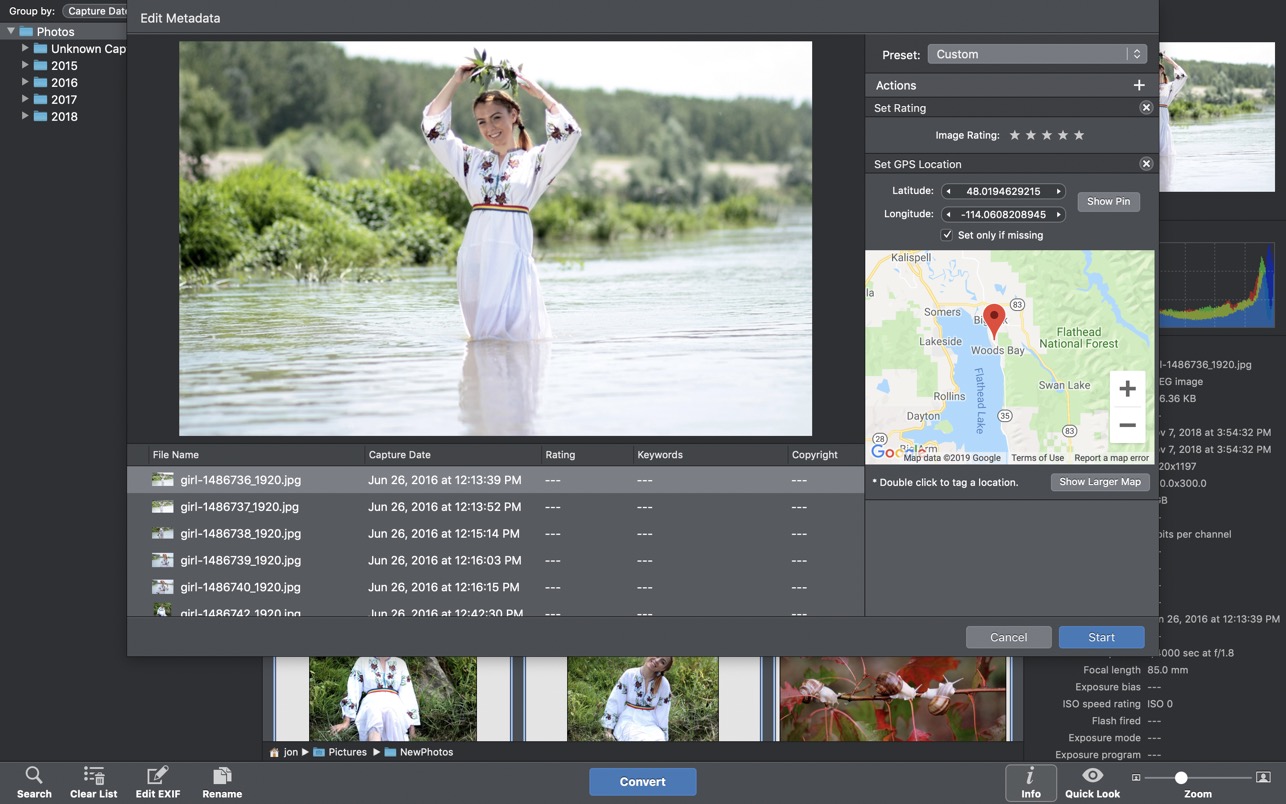 Group by: Capture Date
Photos
Unknown Cap
2015
2016
2017
2018
Edit Metadata
Preset: Custom
Actions
Set Rating
Image Rating:
Set GPS Location
Latitude: 48.0194629215
Longitude: -114.0608208945
Show Pin
Set only if missing
Kalispell
la
83
Somers
Big
Lakeside
Woods Bay
Flathead
National Forest
Flathead Lake
Swan Lake
Rollins
Dayton
35
83
28
Google
Map data ©2019 Google Terms of Use Report a map error
* Double click to tag a location. Show Larger Map
File Name Capture Date Rating Keywords Copyright
girl-1486736_1920.jpg Jun 26, 2016 at 12:13:39 PM --- --- ---
girl-1486737_1920.jpg Jun 26, 2016 at 12:13:52 PM --- --- ---
girl-1486738_1920.jpg Jun 26, 2016 at 12:15:14 PM --- --- ---
girl-1486739_1920.jpg Jun 26, 2016 at 12:16:03 PM --- --- ---
girl-1486740_1920.jpg Jun 26, 2016 at 12:16:15 PM --- --- ---
girl-1486742_1920.jpg Jun 26, 2016 at 12:42:30 PM
Cancel Start
l-1486736_1920.jpg
EG image
6.36 KB
v 7, 2018 at 3:54:32 PM
v 7, 2018 at 3:54:32 PM
20x1197
0.0x300.0
GB
bits per channel
n 26, 2016 at 12:13:39 PM
4000 sec at f/1.8
Focal length 85.0 mm
Exposure bias ---
ISO speed rating ISO 0
Flash fired ---
Exposure mode ---
Exposure program ---
jon Pictures NewPhotos
Search Clear List Edit EXIF Rename
Convert
Info Quick Look Zoom